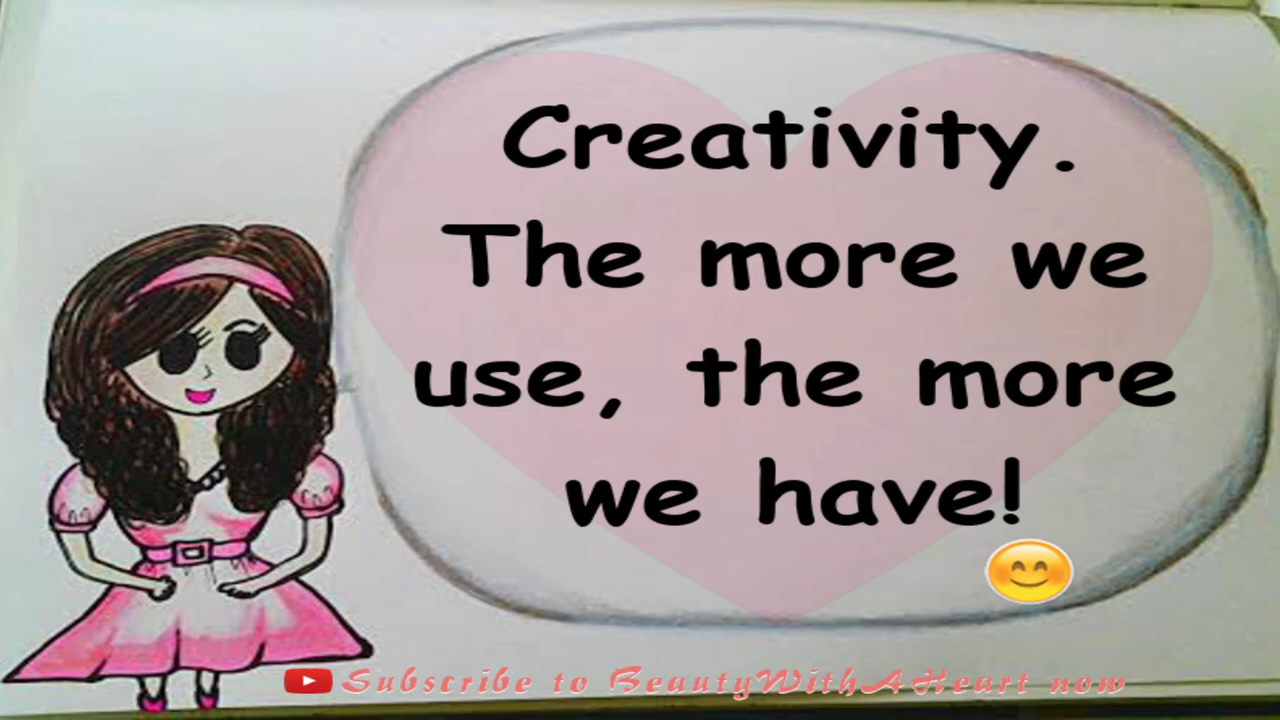 Creativity.
The more we
use, the more
we have!
Subscribe to BeautyWithAHeart now